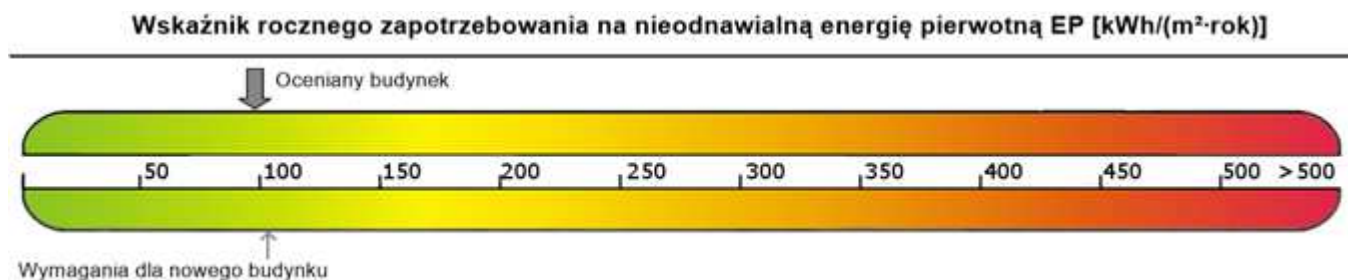 Wskaźnik rocznego zapotrzebowania na nieodnawialną energię pierwotną EP [kWh/(m²·rok)]
Oceniany budynek
50 100 150 200 250 300 350 400 450 500 > 500
Wymagania dla nowego budynku